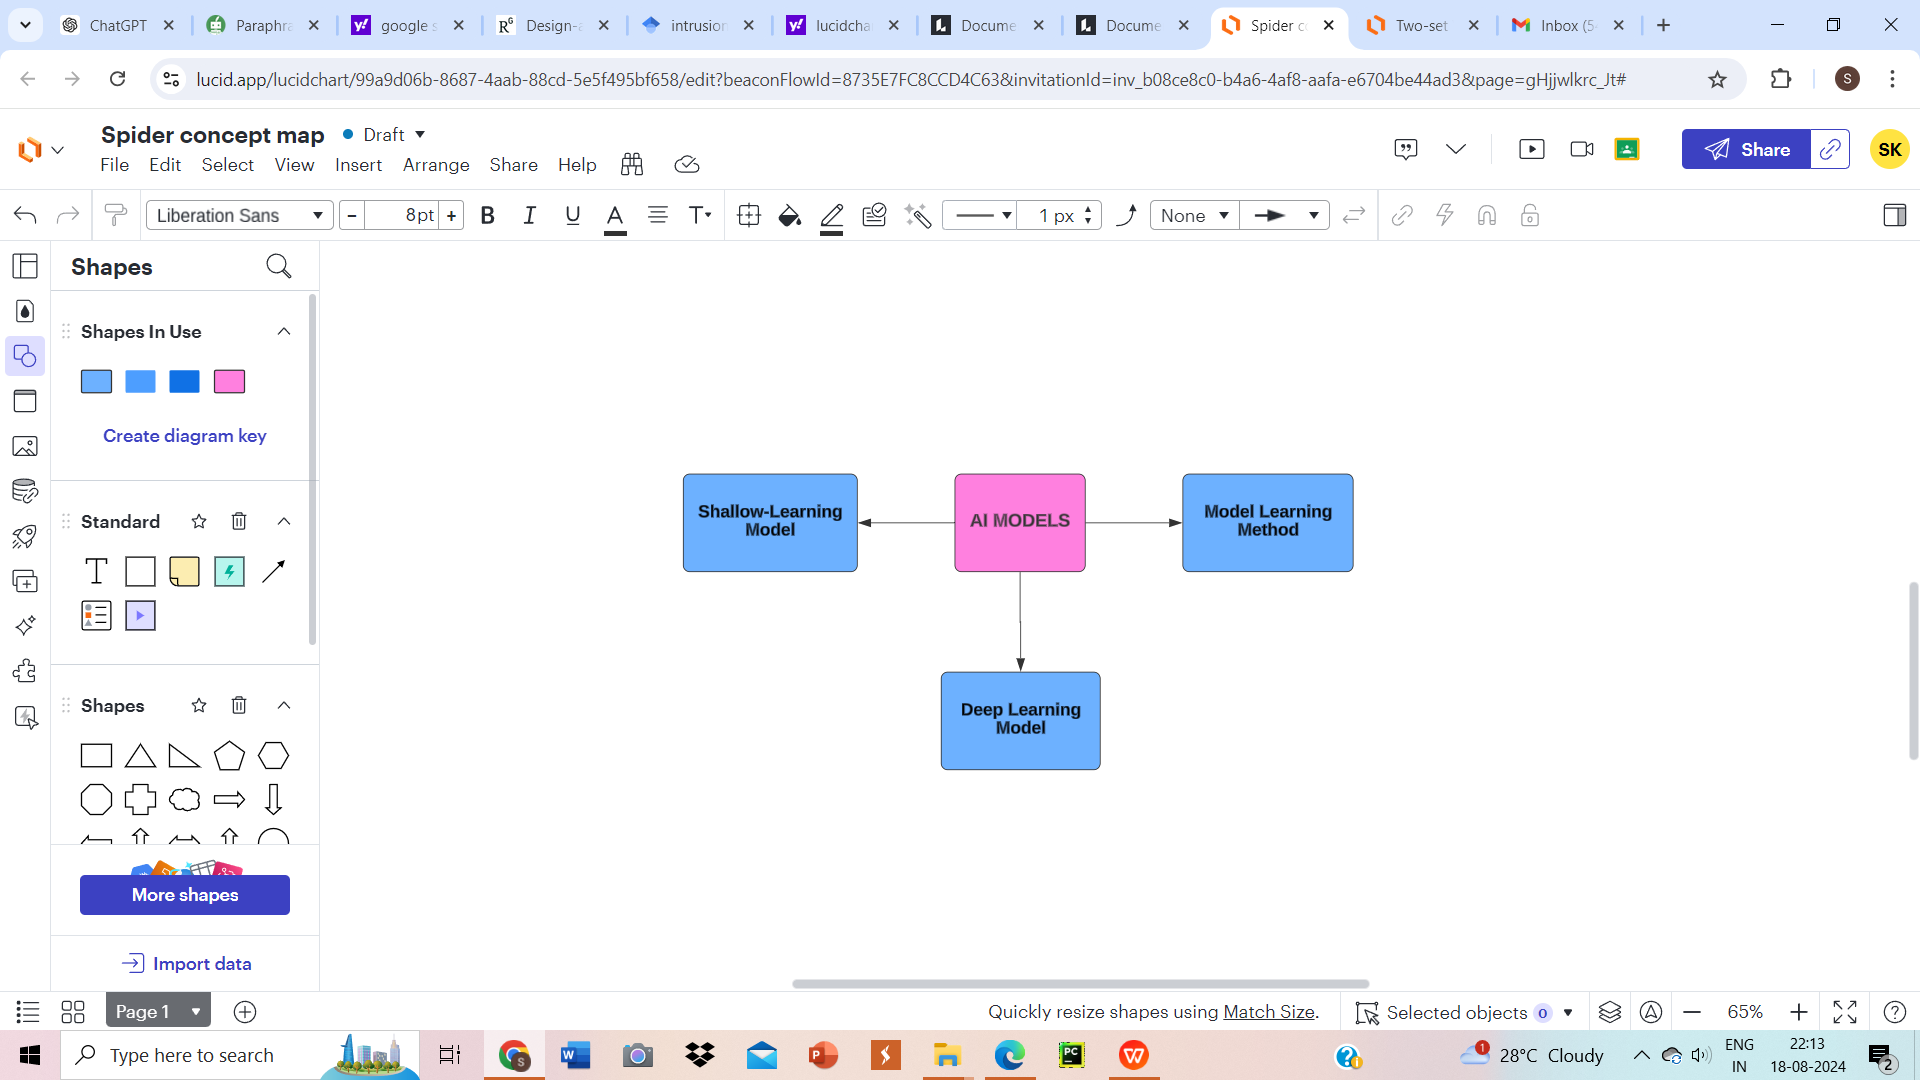 ChatGPT
Paraphra
google s
Design-a
intrusion
lucidcha
Docume
Docume
Spider co
Two-set
Inbox (5
lucid.app/lucidchart/99a9d06b-8687-4aab-88cd-5e5f495bf658/edit?beaconFlowId=8735E7FC8CCD4C63&invitationId=inv_b08ce8c0-b4a6-4af8-aafa-e6704be44ad3&page=gHjjwlkrc_Jt#
S
Spider concept map
Draft
File Edit Select View Insert Arrange Share Help
Share
SK
Liberation Sans
- 8pt +
B I U A T
1 px
None
Shapes
Shapes In Use
Create diagram key
Standard
T
Shapes
More shapes
Import data
Shallow-Learning
Model
AI MODELS
Model Learning
Method
Deep Learning
Model
Page 1
Quickly resize shapes using Match Size.
Selected objects 0
65%
Type here to search
1
28°C Cloudy
ENG
IN
22:13
18-08-2024
2